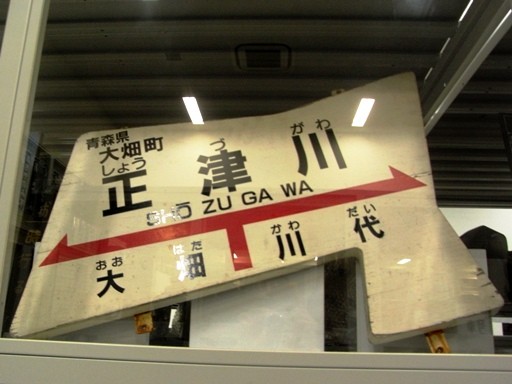 青森県
大畑町
しょう づ がわ
正津川
SHŌ ZU GA WA
おお はた かわ だい
大畑 川代